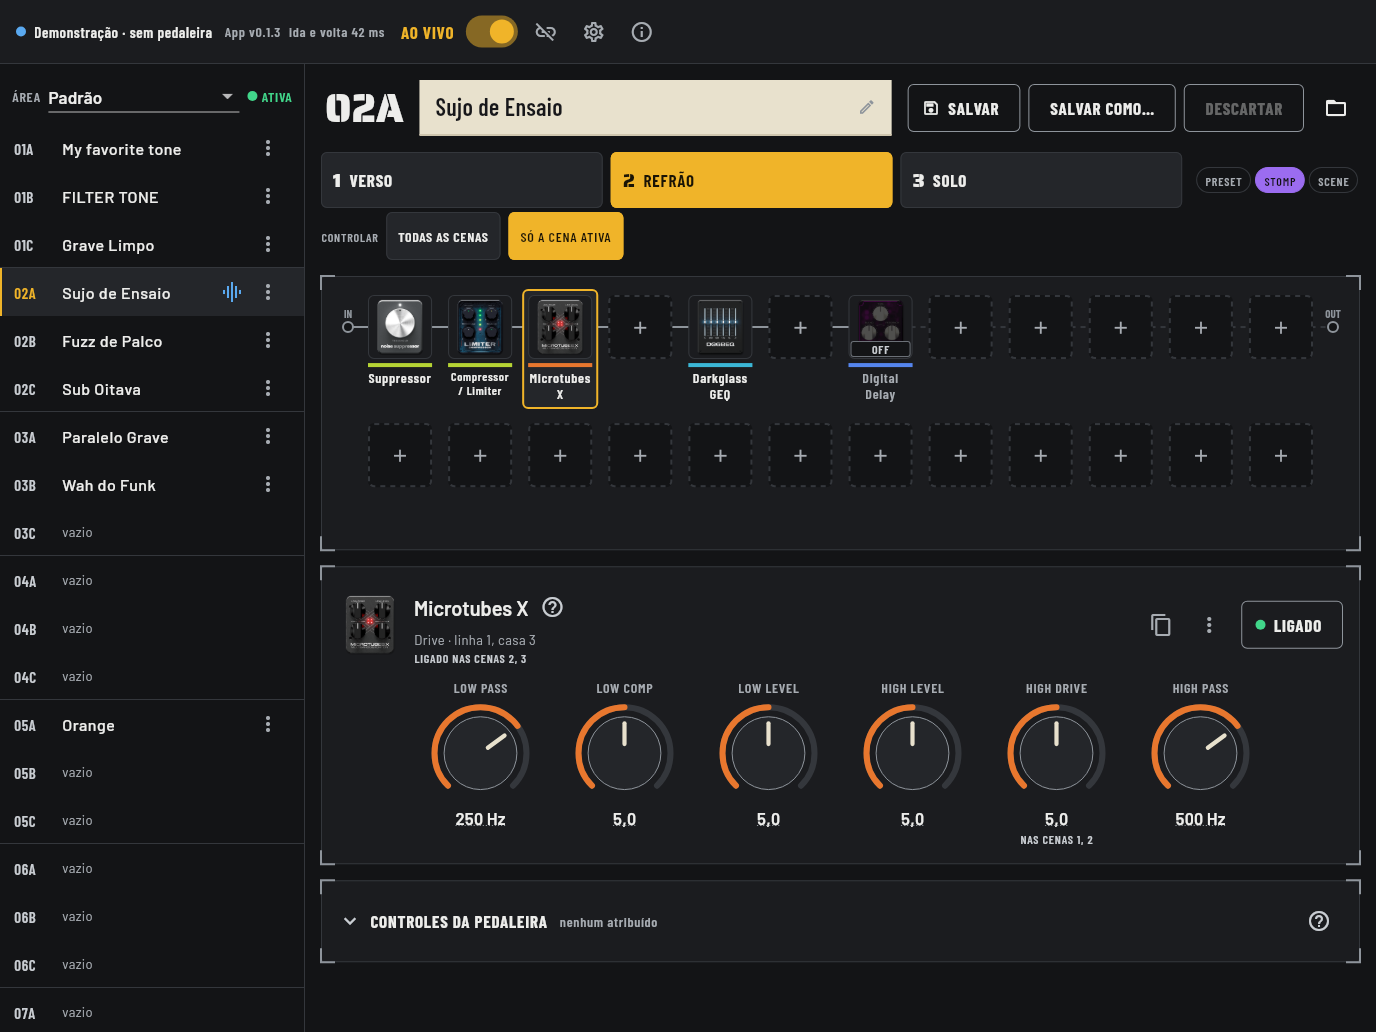 Demonstração · sem pedaleira App v0.1.3 Ida e volta 42 ms AO VIVO
ÁREA Padrão ATIVA
01A My favorite tone
01B FILTER TONE
01C Grave Limpo
02A Sujo de Ensaio
02B Fuzz de Palco
02C Sub Oitava
03A Paralelo Grave
03B Wah do Funk
03C vazio
04A vazio
04B vazio
04C vazio
05A Orange
05B vazio
05C vazio
06A vazio
06B vazio
06C vazio
07A vazio
02A Sujo de Ensaio SALVAR SALVAR COMO... DESCARTAR
1 VERSO 2 REFRÃO 3 SOLO PRESET STOMP SCENE
CONTROLAR TODAS AS CENAS SÓ A CENA ATIVA
IN OUT
LIMITER
MICROTUBES X
OFF
Suppressor Compressor / Limiter Microtubes X Darkglass GEQ Digital Delay
Microtubes X
Drive · linha 1, casa 3
LIGADO NAS CENAS 2, 3
LIGADO
LOW PASS LOW COMP LOW LEVEL HIGH LEVEL HIGH DRIVE HIGH PASS
250 Hz 5,0 5,0 5,0 5,0 500 Hz
NAS CENAS 1, 2
CONTROLES DA PEDALEIRA nenhum atribuído